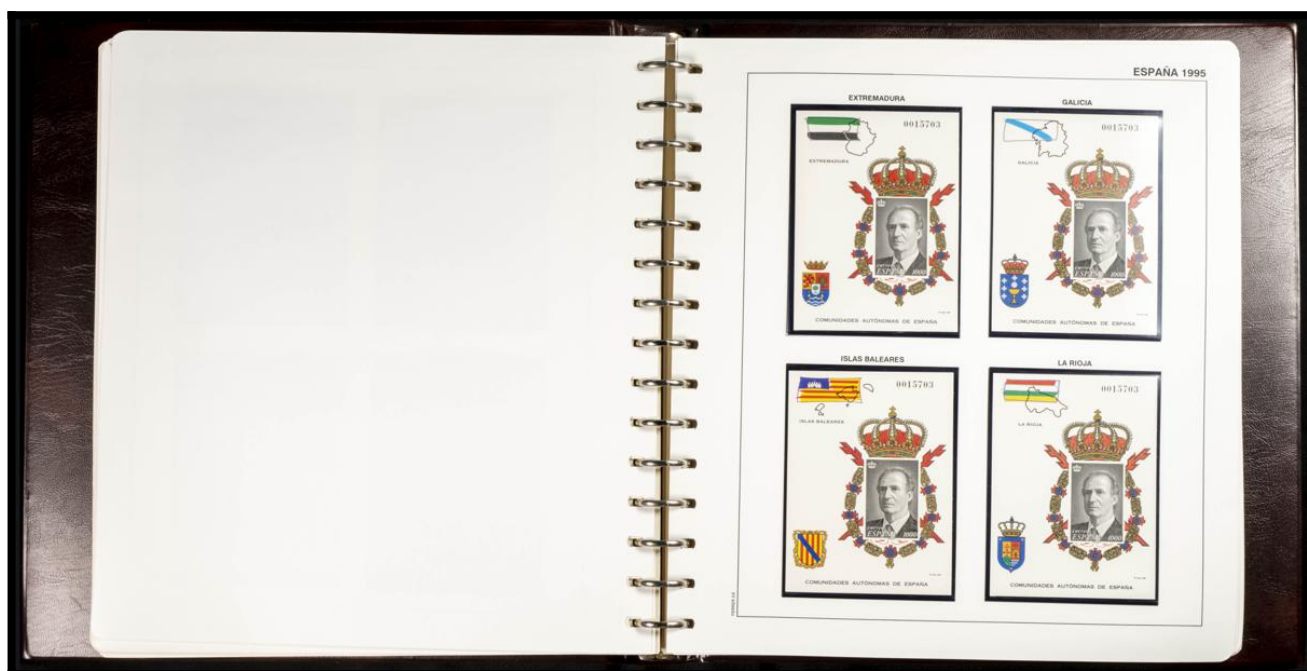 ESPAÑA 1995
EXTREMADURA
0015703
EXTREMADURA
ESPAÑA
1000
COMUNIDADES AUTÓNOMAS DE ESPAÑA
GALICIA
0015703
GALICIA
ESPAÑA
1000
COMUNIDADES AUTÓNOMAS DE ESPAÑA
ISLAS BALEARES
0015703
ISLAS BALEARES
ESPAÑA
1000
COMUNIDADES AUTÓNOMAS DE ESPAÑA
LA RIOJA
0015703
LA RIOJA
ESPAÑA
1000
COMUNIDADES AUTÓNOMAS DE ESPAÑA